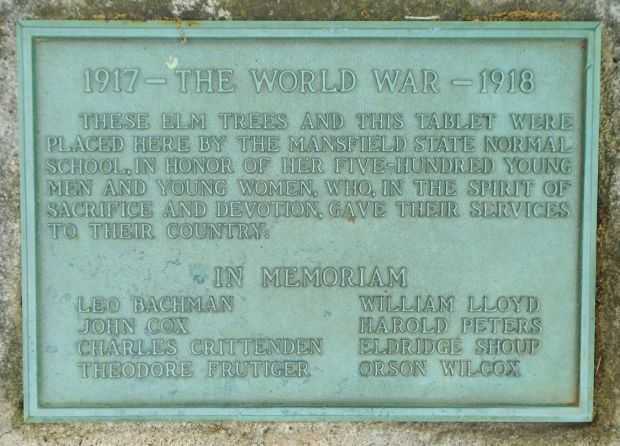 1917 – THE WORLD WAR – 1918
THESE ELM TREES AND THIS TABLET WERE
PLACED HERE BY THE MANSFIELD STATE NORMAL
SCHOOL, IN HONOR OF HER FIVE-HUNDRED YOUNG
MEN AND YOUNG WOMEN, WHO, IN THE SPIRIT OF
SACRIFICE AND DEVOTION, GAVE THEIR SERVICES
TO THEIR COUNTRY.
IN MEMORIAM
LEO BACHMAN WILLIAM LLOYD
JOHN COX HAROLD PETERS
CHARLES CRITTENDEN ELDRIDGE SHOUP
THEODORE FRUTIGER ORSON WILCOX